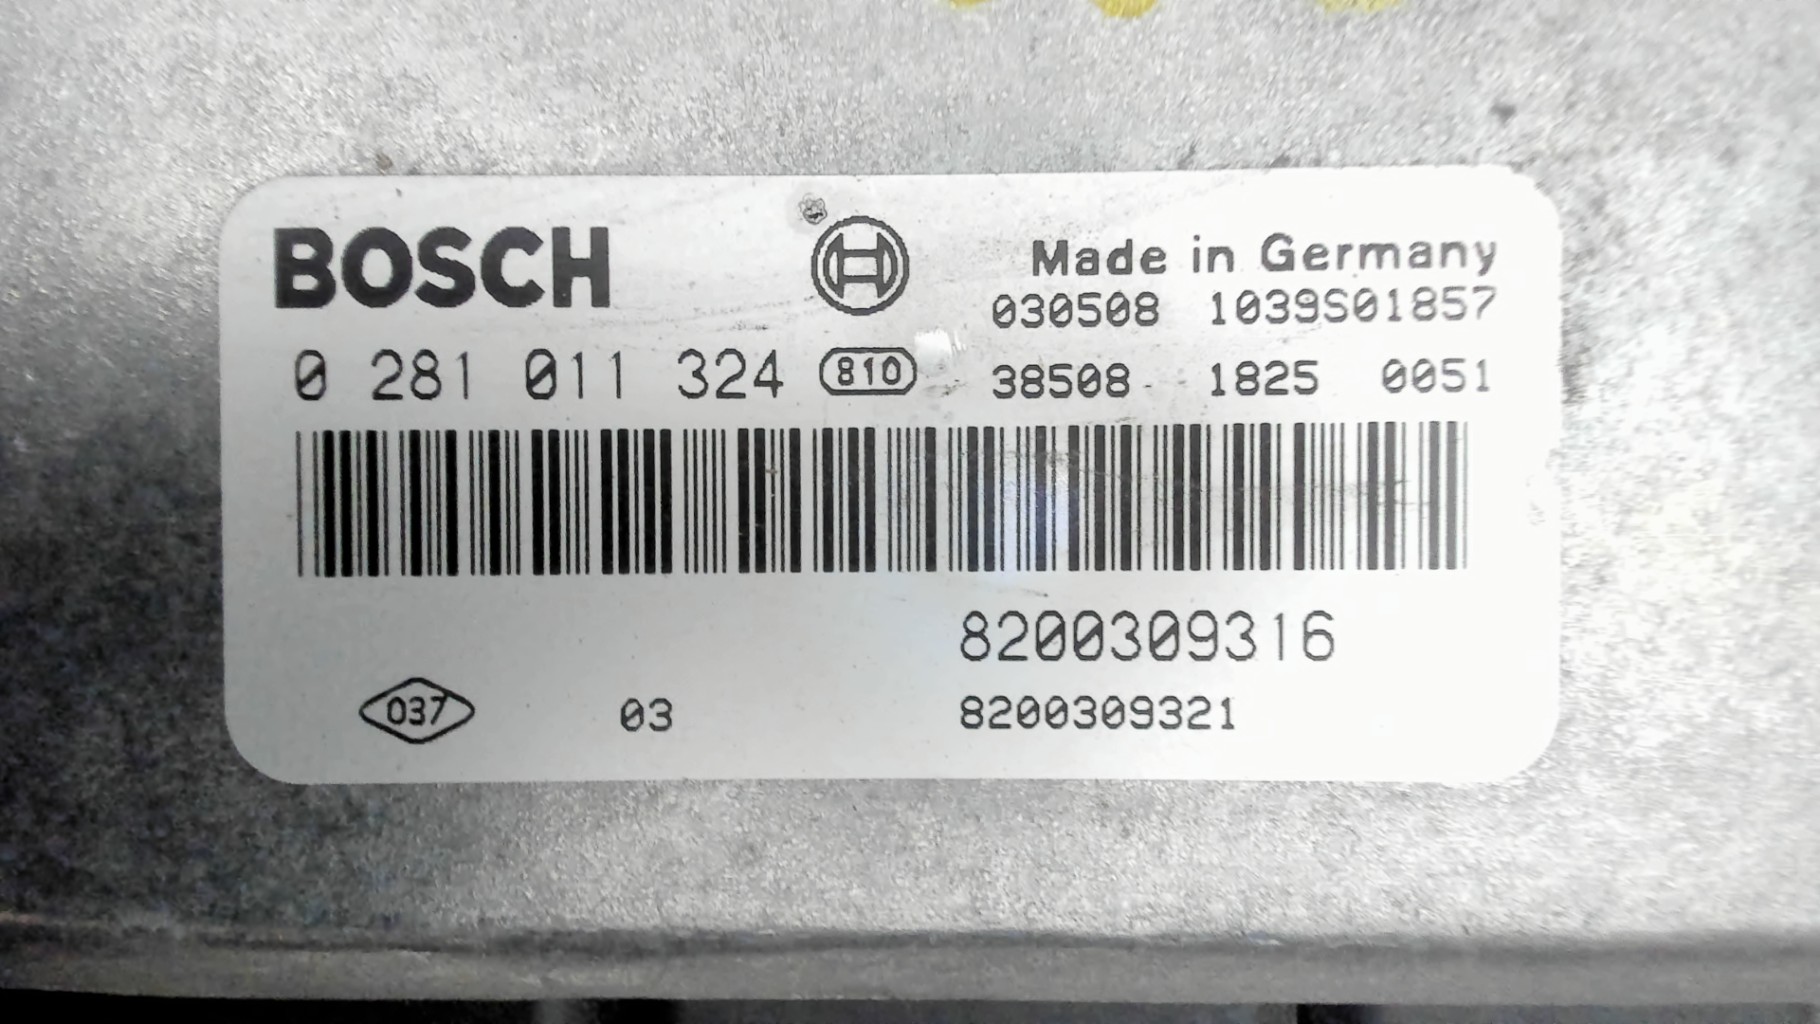 BOSCH
Made in Germany
030508 1039S01857
0 281 011 324 810 38508 1825 0051
8200309316
037 03 8200309321